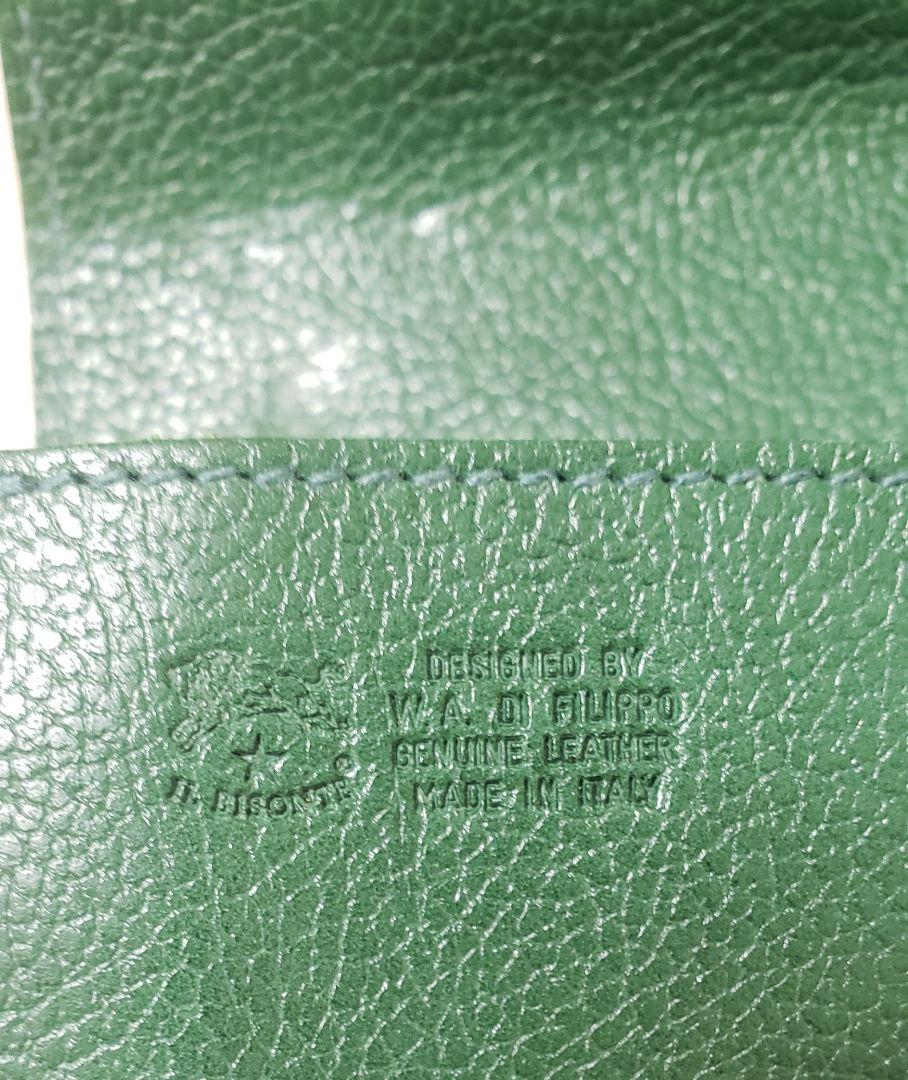 IL BISONTE
DESIGNED BY
W. A. DI FILIPPO
GENUINE LEATHER
MADE IN ITALY